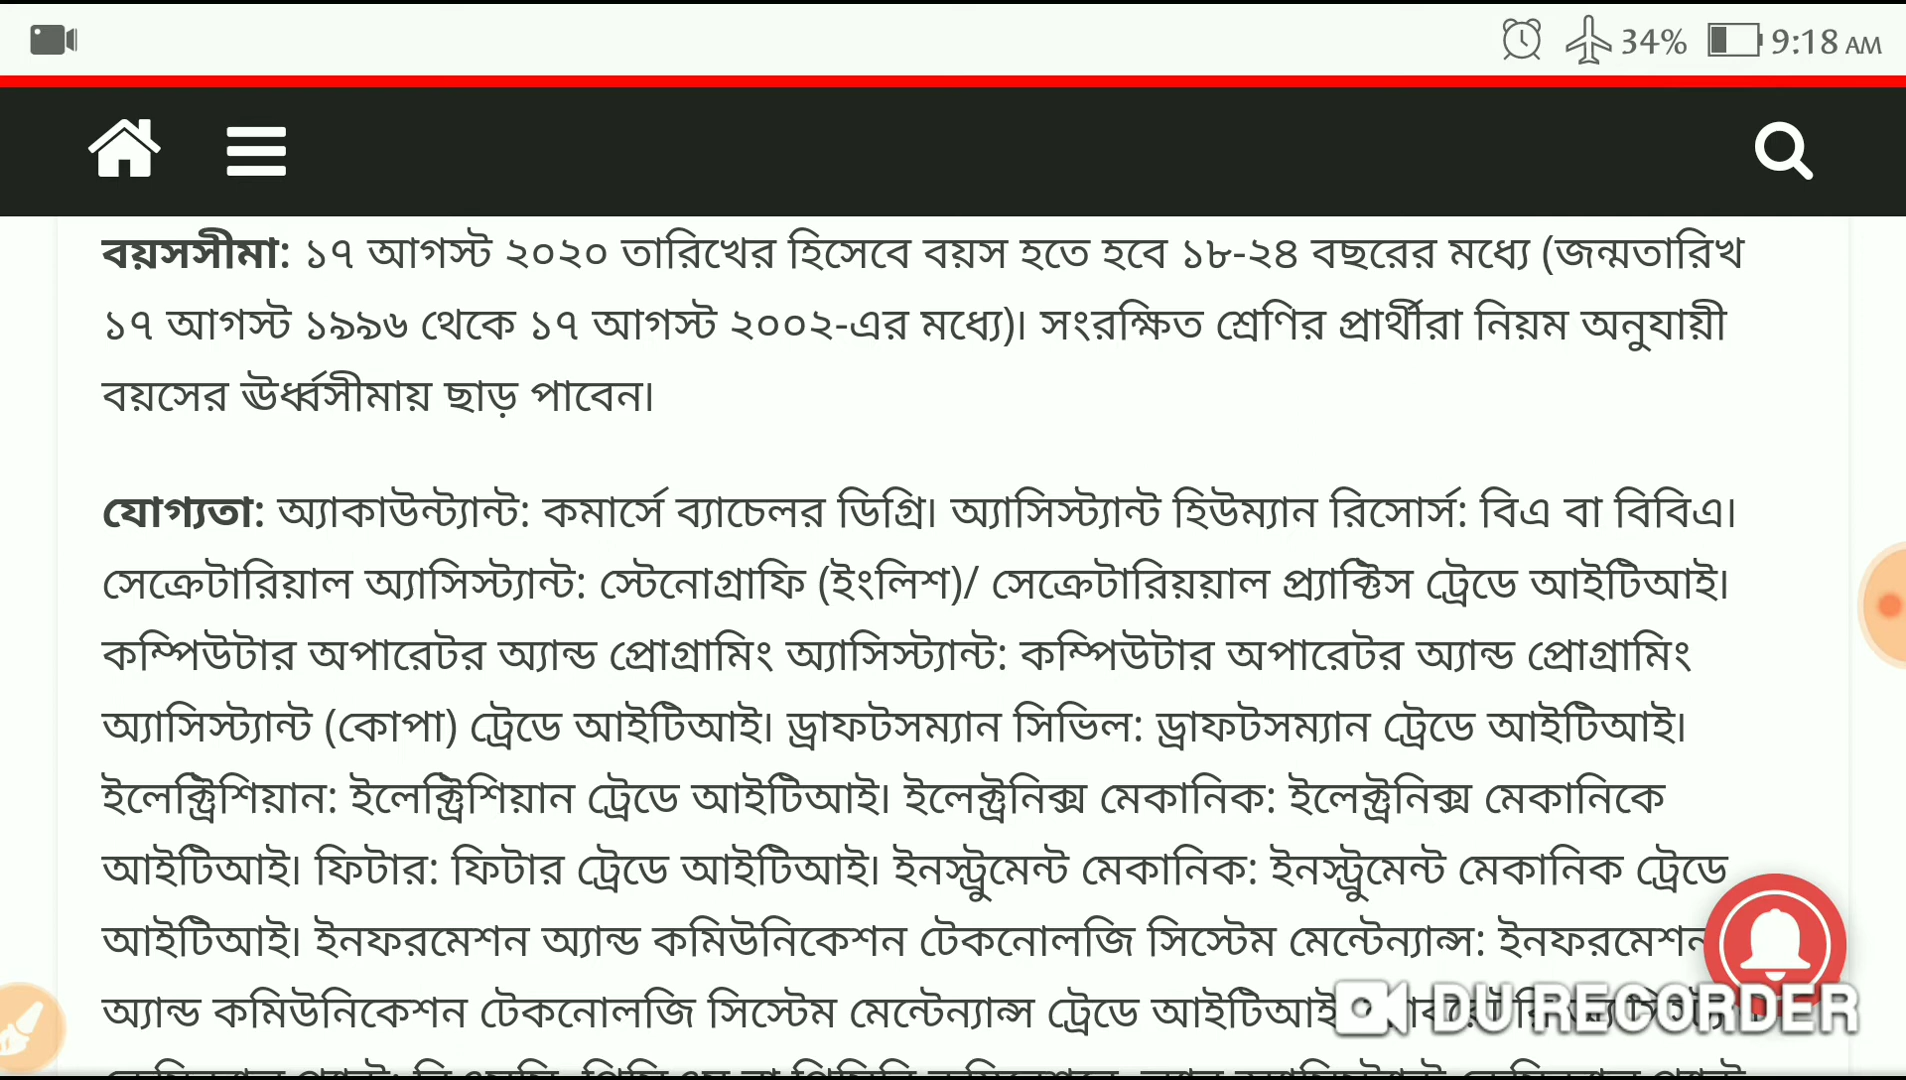 34% 9:18 AM
বয়সসীমা: ১৭ আগস্ট ২০২০ তারিখের হিসেবে বয়স হতে হবে ১৮-২৪ বছরের মধ্যে (জন্মতারিখ
১৭ আগস্ট ১৯৯৬ থেকে ১৭ আগস্ট ২০০২-এর মধ্যে)। সংরক্ষিত শ্রেণির প্রার্থীরা নিয়ম অনুযায়ী
বয়সের ঊর্ধ্বসীমায় ছাড় পাবেন।
যোগ্যতা: অ্যাকাউন্ট্যান্ট: কমার্সে ব্যাচেলর ডিগ্রি। অ্যাসিস্ট্যান্ট হিউম্যান রিসোর্স: বিএ বা বিবিএ।
সেক্রেটারিয়াল অ্যাসিস্ট্যান্ট: স্টেনোগ্রাফি (ইংলিশ)/ সেক্রেটারিয়য়াল প্র্যাক্টিস ট্রেডে আইটিআই।
কম্পিউটার অপারেটর অ্যান্ড প্রোগ্রামিং অ্যাসিস্ট্যান্ট: কম্পিউটার অপারেটর অ্যান্ড প্রোগ্রামিং
অ্যাসিস্ট্যান্ট (কোপা) ট্রেডে আইটিআই। ড্রাফটসম্যান সিভিল: ড্রাফটসম্যান ট্রেডে আইটিআই।
ইলেক্ট্রিশিয়ান: ইলেক্ট্রিশিয়ান ট্রেডে আইটিআই। ইলেক্ট্রনিক্স মেকানিক: ইলেক্ট্রনিক্স মেকানিকে
আইটিআই। ফিটার: ফিটার ট্রেডে আইটিআই। ইনস্ট্রুমেন্ট মেকানিক: ইনস্ট্রুমেন্ট মেকানিক ট্রেডে
আইটিআই। ইনফরমেশন অ্যান্ড কমিউনিকেশন টেকনোলজি সিস্টেম মেন্টেন্যান্স: ইনফরমেশন
অ্যান্ড কমিউনিকেশন টেকনোলজি সিস্টেম মেন্টেন্যান্স ট্রেডে আইটিআই
DU RECORDER